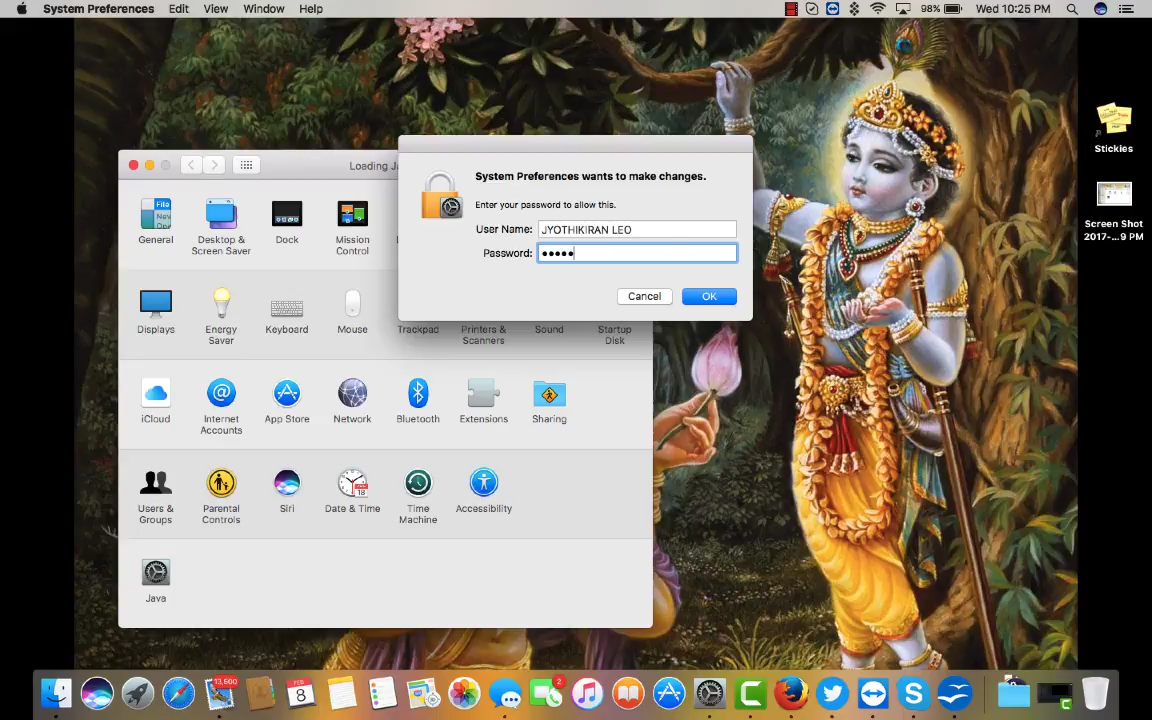 System Preferences Edit View Window Help 98% Wed 10:25 PM
System Preferences wants to make changes.
Enter your password to allow this.
User Name: JYOTHIKIRAN LEO
Password: •••••
Cancel OK
Loading
General Desktop & Screen Saver Dock Mission Control
Displays Energy Saver Keyboard Mouse Trackpad Printers & Scanners Sound Startup Disk
iCloud Internet Accounts App Store Network Bluetooth Extensions Sharing
Users & Groups Parental Controls Siri Date & Time Time Machine Accessibility
Java
Stickies
Screen Shot
2017-...9 PM
13,600
FEB
8
2